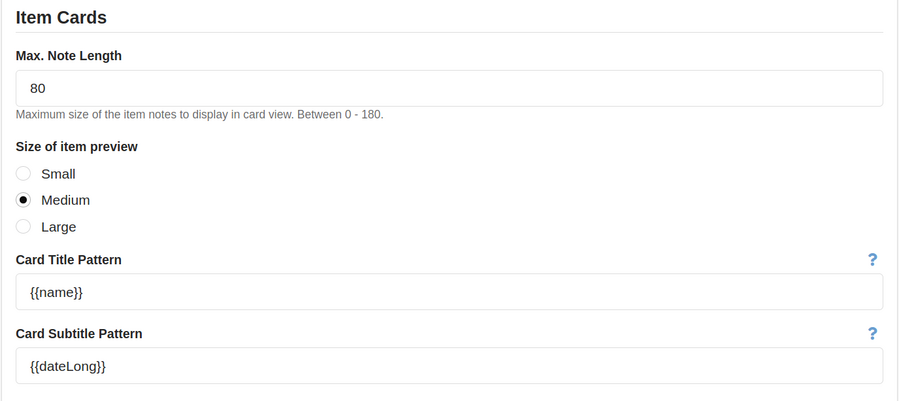 Item Cards
Max. Note Length
80
Maximum size of the item notes to display in card view. Between 0 - 180.
Size of item preview
Small
Medium
Large
Card Title Pattern ?
{{name}}
Card Subtitle Pattern ?
{{dateLong}}